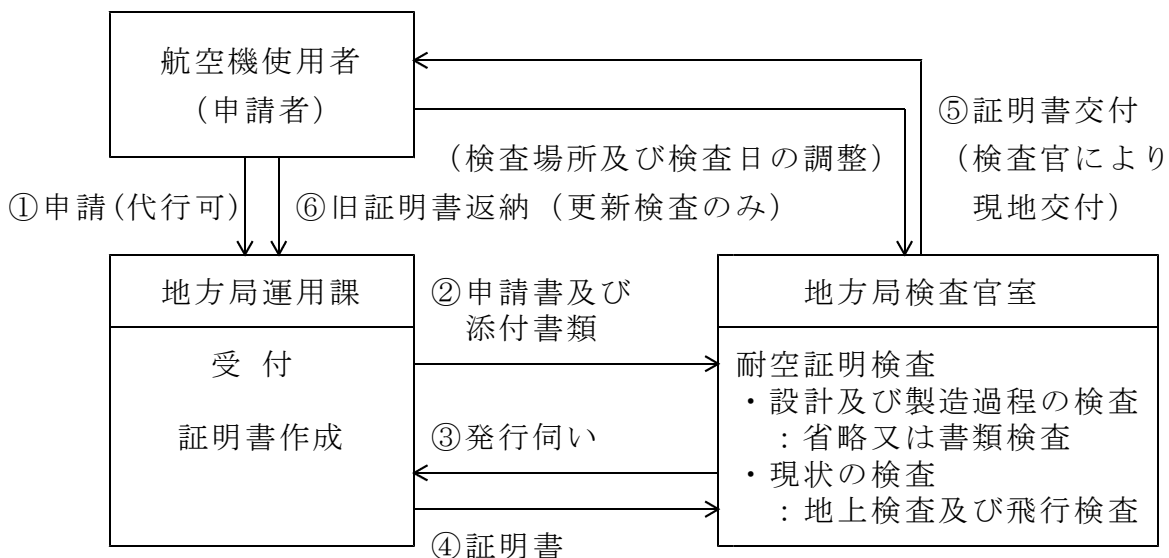 航空機使用者
（申請者）
⑤証明書交付
（検査官により
現地交付）
（検査場所及び検査日の調整）
①申請(代行可)
⑥旧証明書返納（更新検査のみ）
地方局運用課
受 付
証明書作成
②申請書及び
添付書類
③発行伺い
④証明書
地方局検査官室
耐空証明検査
・設計及び製造過程の検査
：省略又は書類検査
・現状の検査
：地上検査及び飛行検査